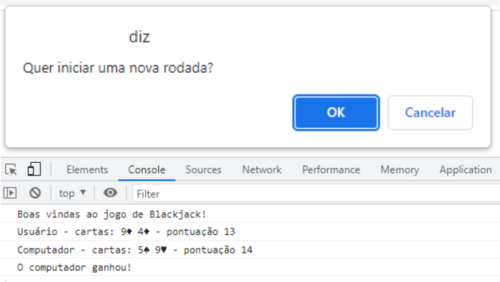 diz
Quer iniciar uma nova rodada?
OK Cancelar
Elements Console Sources Network Performance Memory Application
top ▼ Filter
Boas vindas ao jogo de Blackjack!
Usuário - cartas: 9♦ 4♦ - pontuação 13
Computador - cartas: 5♠ 9♥ - pontuação 14
O computador ganhou!